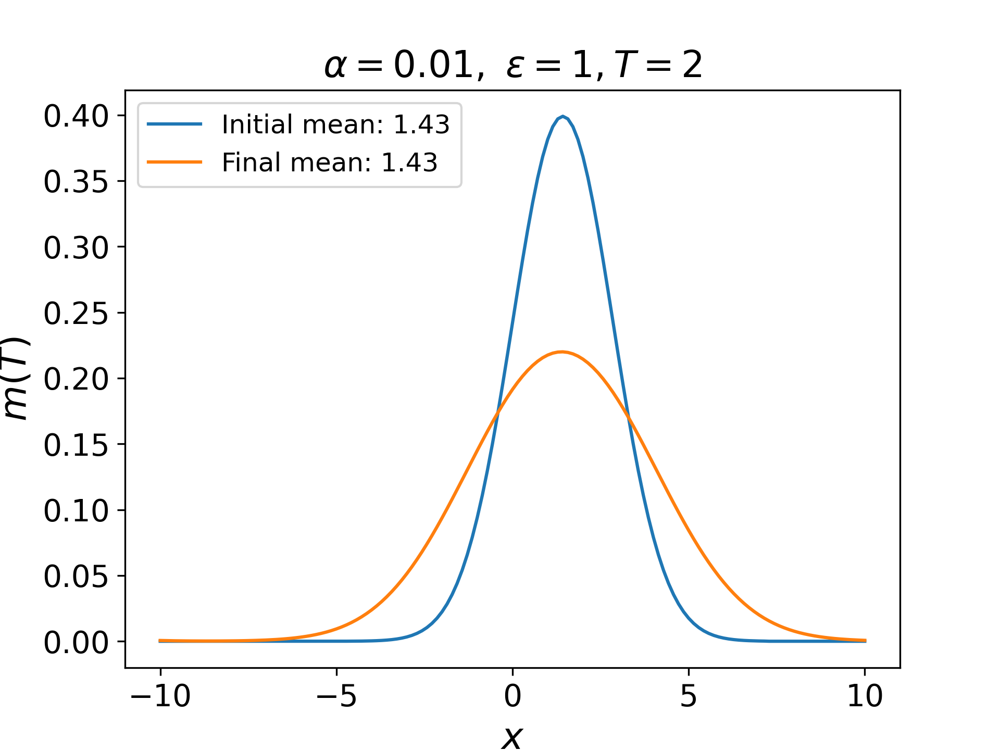 α = 0.01, ε = 1, T = 2
Initial mean: 1.43
Final mean: 1.43
0.40
0.35
0.30
0.25
0.20
0.15
0.10
0.05
0.00
m(T)
−10 −5 0 5 10
x